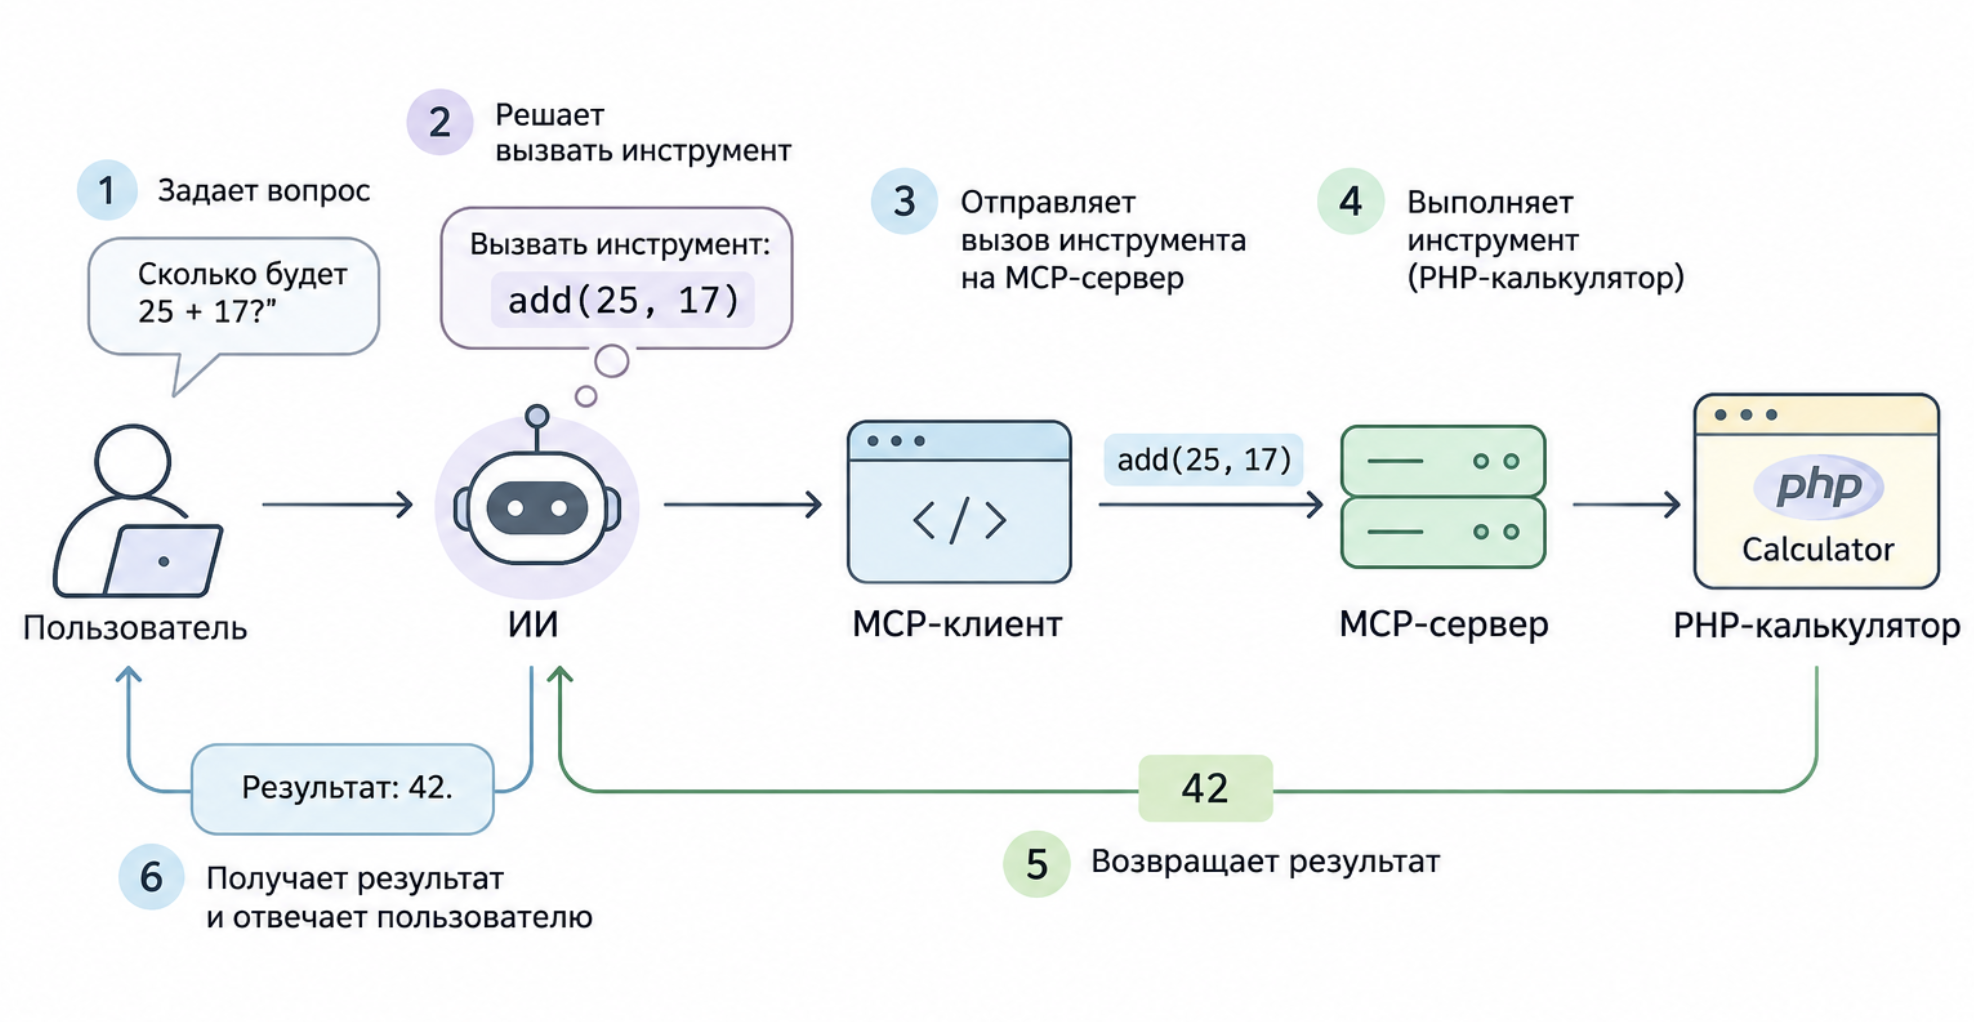 1
Задает вопрос
Сколько будет
25 + 17?”
2
Решает
вызвать инструмент
Вызвать инструмент:
add(25, 17)
3
Отправляет
вызов инструмента
на MCP-сервер
4
Выполняет
инструмент
(PHP-калькулятор)
add(25, 17)
php
Calculator
Пользователь
ИИ
MCP-клиент
MCP-сервер
PHP-калькулятор
Результат: 42.
42
5
Возвращает результат
6
Получает результат
и отвечает пользователю